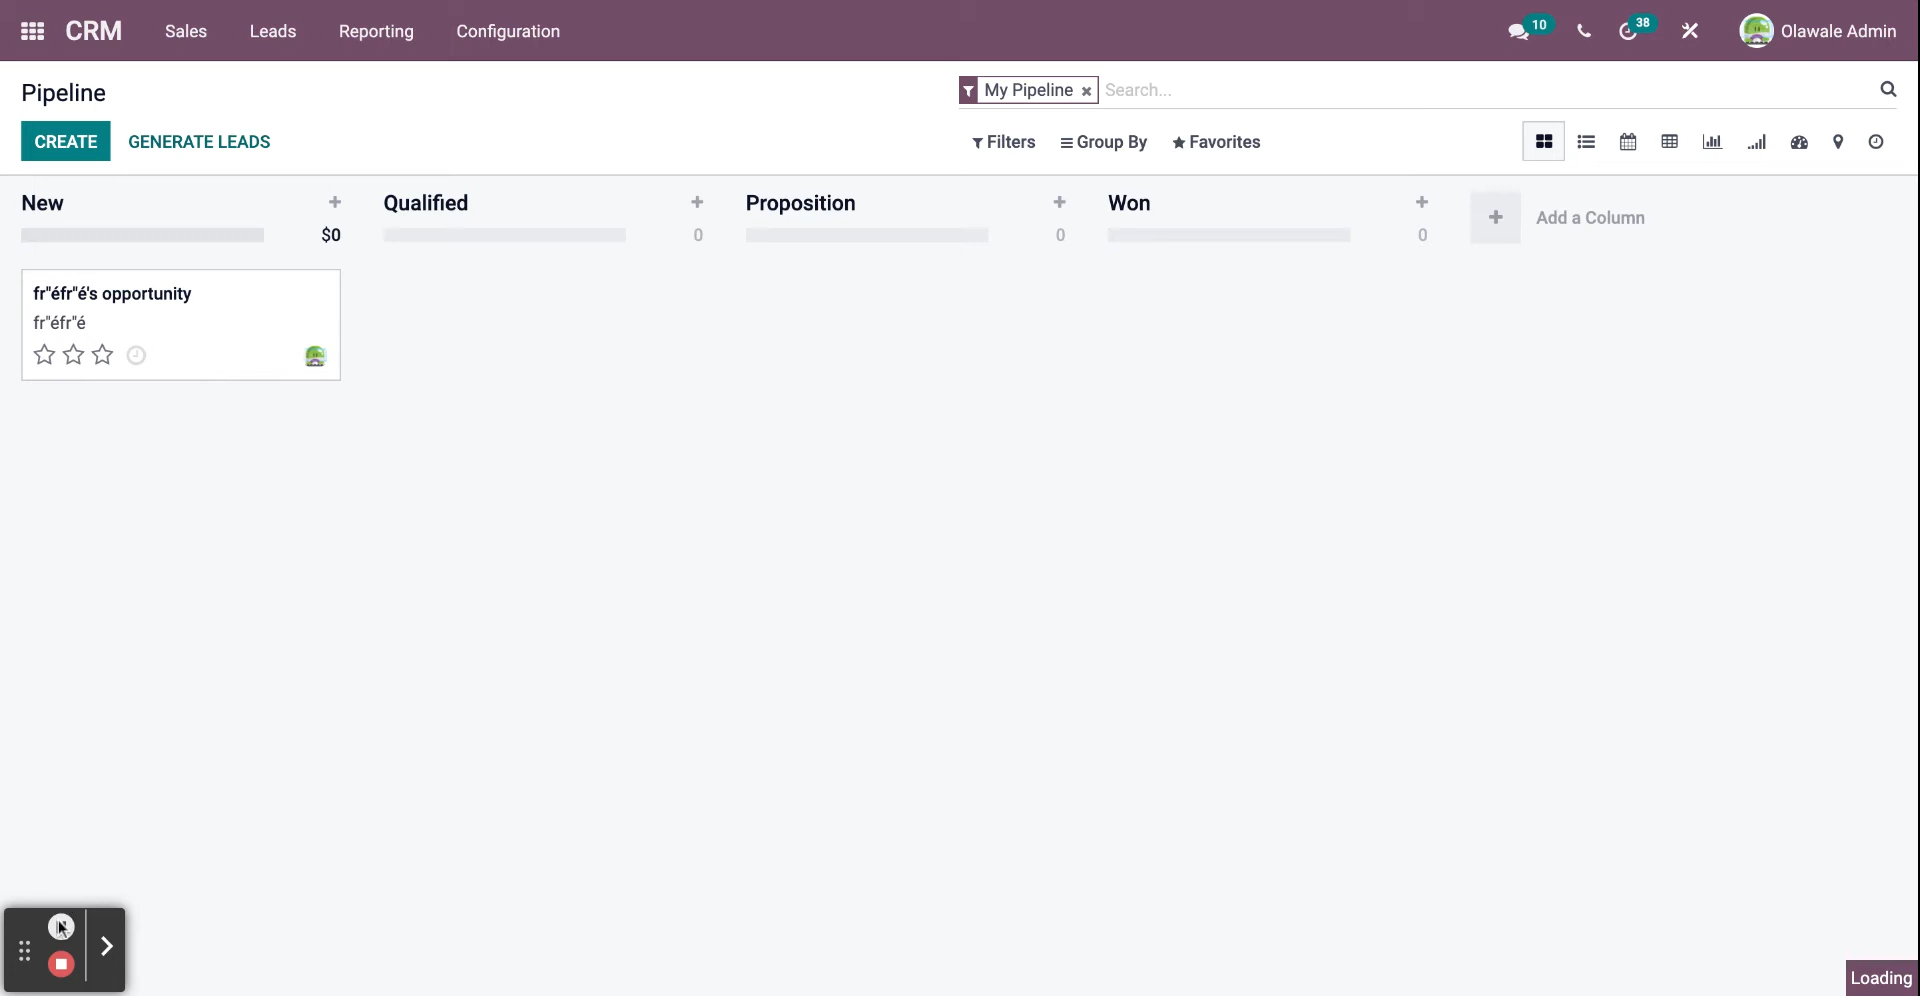 CRM Sales Leads Reporting Configuration 10 38 Olawale Admin
Pipeline
My Pipeline Search...
CREATE GENERATE LEADS
Filters Group By Favorites
New Qualified Proposition Won
Add a Column
$0 0 0 0
fr"éfr"é's opportunity
fr"éfr"é
Loading